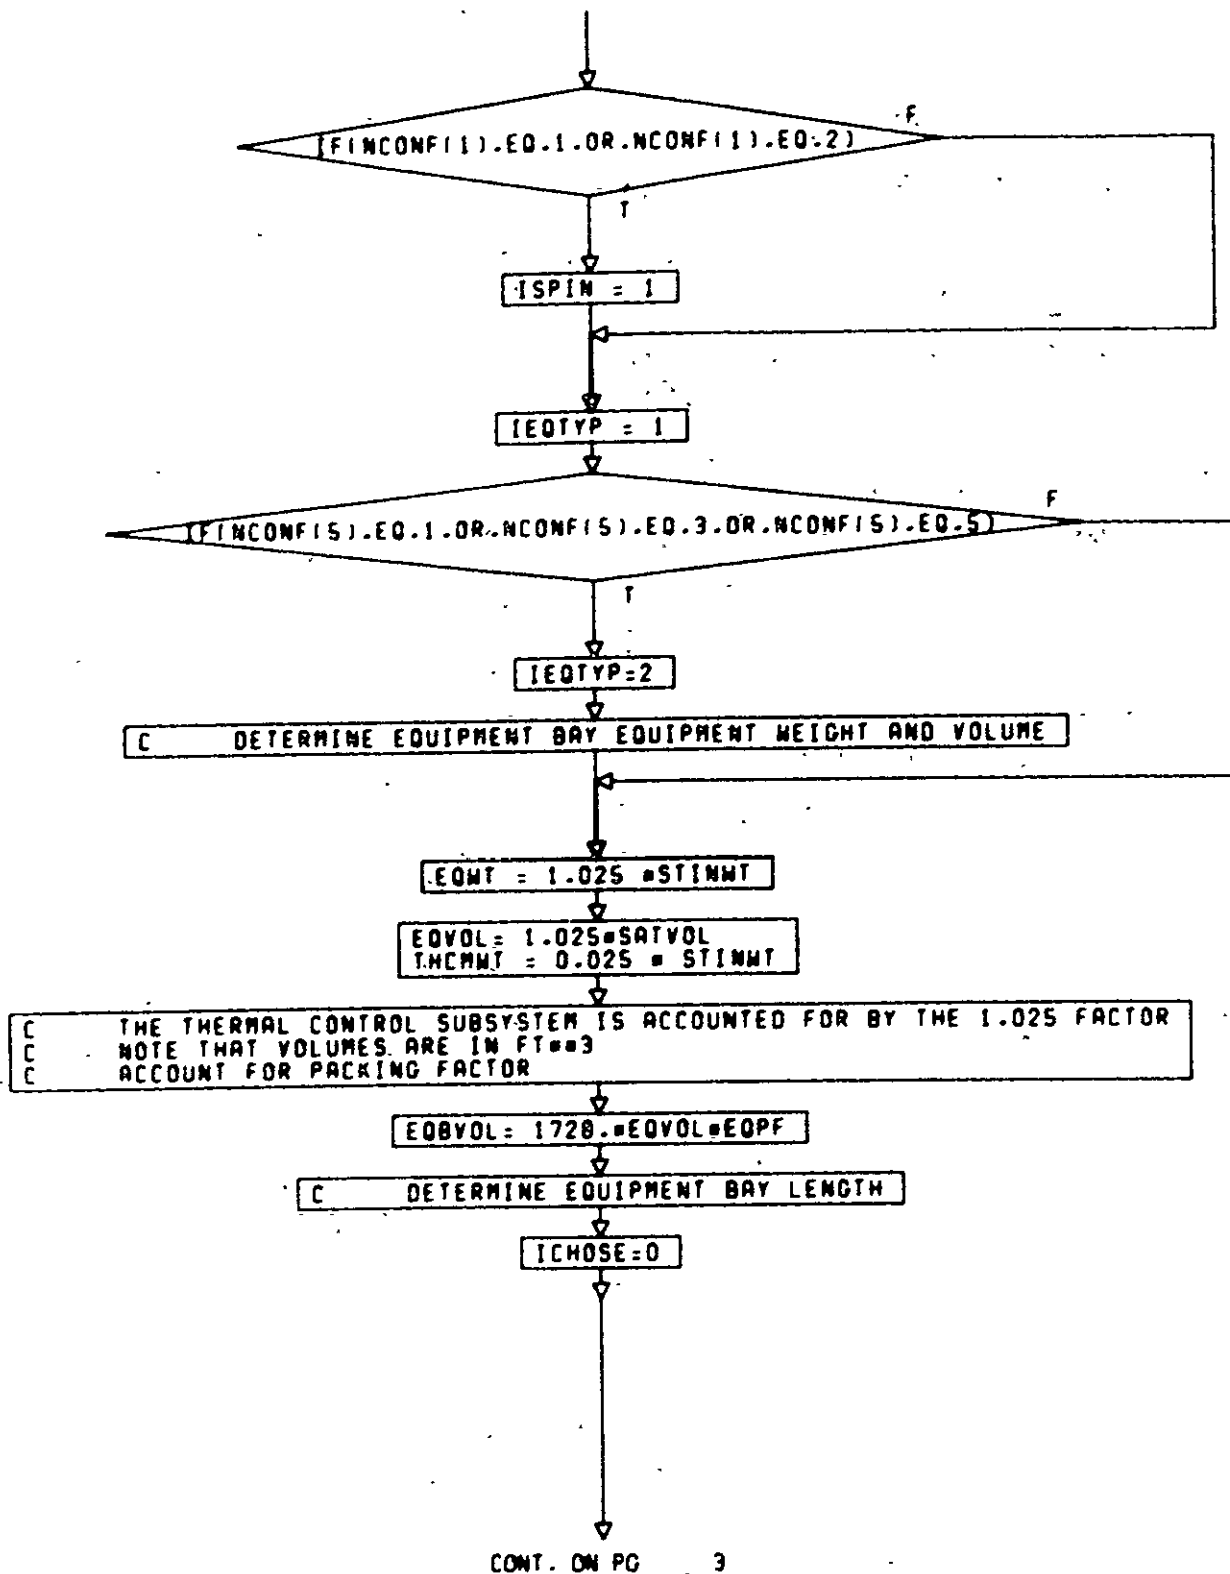 IF(NCONF(1).EQ.1.OR.NCONF(1).EQ.2)
F
T
ISPIN = 1
IEQTYP = 1
F
IF(NCONF(5).EQ.1.OR.NCONF(5).EQ.3.OR.NCONF(5).EQ.5)
T
IEQTYP=2
C DETERMINE EQUIPMENT BAY EQUIPMENT WEIGHT AND VOLUME
EQWT = 1.025 *STINWT
EQVOL= 1.025*SATVOL
THCMWT = 0.025 * STINWT
C THE THERMAL CONTROL SUBSYSTEM IS ACCOUNTED FOR BY THE 1.025 FACTOR
C NOTE THAT VOLUMES ARE IN FT**3
C ACCOUNT FOR PACKING FACTOR
EQBVOL= 1728.*EQVOL*EQPF
C DETERMINE EQUIPMENT BAY LENGTH
ICHOSE=0
CONT. ON PG 3